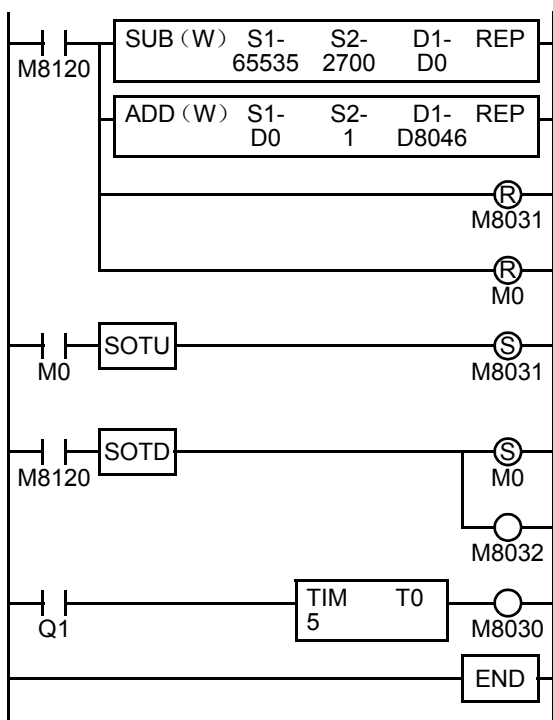 SUB（W） S1- S2- D1- REP
65535 2700 D0
M8120
ADD（W） S1- S2- D1- REP
D0 1 D8046
R
M8031
R
M0
SOTU
S
M0
M8031
SOTD
S
M8120
M0
M8032
TIM T0
5
Q1
M8030
END